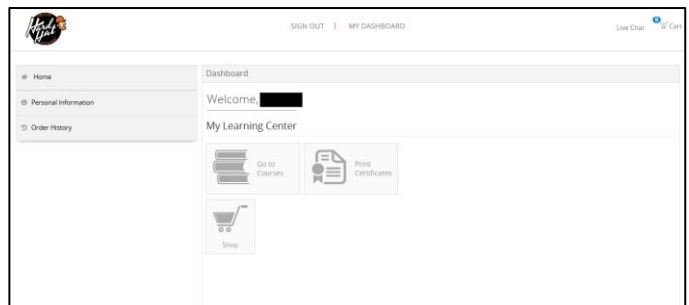 Hard Hat
SIGN OUT | MY DASHBOARD
Live Chat 0 Cart
Home
Personal Information
Order History
Dashboard
Welcome,
My Learning Center
Go to
Courses
Print
Certificates
Shop